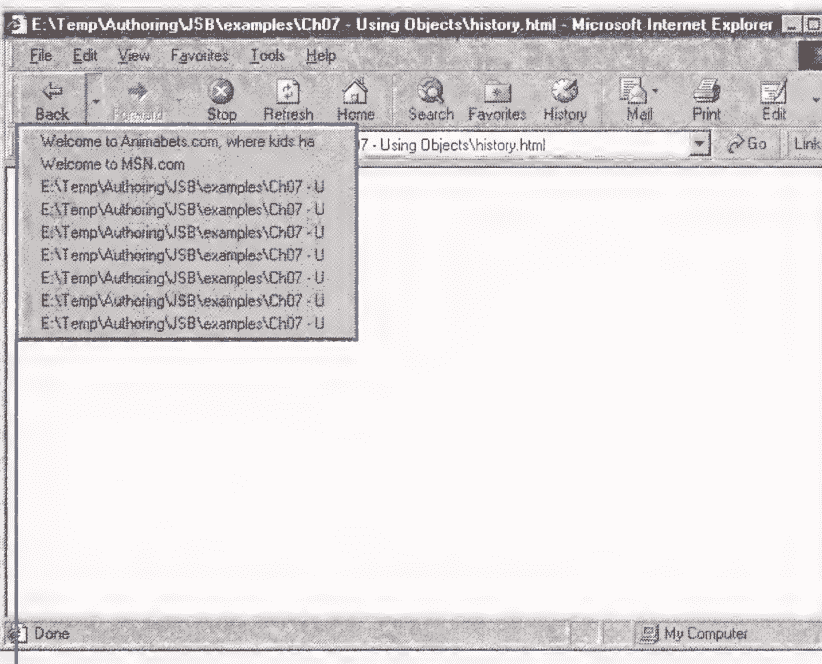 E:\Temp\Authoring\JSB\examples\Ch07 - Using Objects\history.html - Microsoft Internet Explorer
File Edit View Favorites Tools Help
Back Forward Stop Refresh Home Search Favorites History Mail Print Edit
07 - Using Objects\history.html Go Link
Welcome to Animabets.com, where kids ha
Welcome to MSN.com
E:\Temp\Authoring\JSB\examples\Ch07 - U
E:\Temp\Authoring\JSB\examples\Ch07 - U
E:\Temp\Authoring\JSB\examples\Ch07 - U
E:\Temp\Authoring\JSB\examples\Ch07 - U
E:\Temp\Authoring\JSB\examples\Ch07 - U
E:\Temp\Authoring\JSB\examples\Ch07 - U
E:\Temp\Authoring\JSB\examples\Ch07 - U
Done My Computer